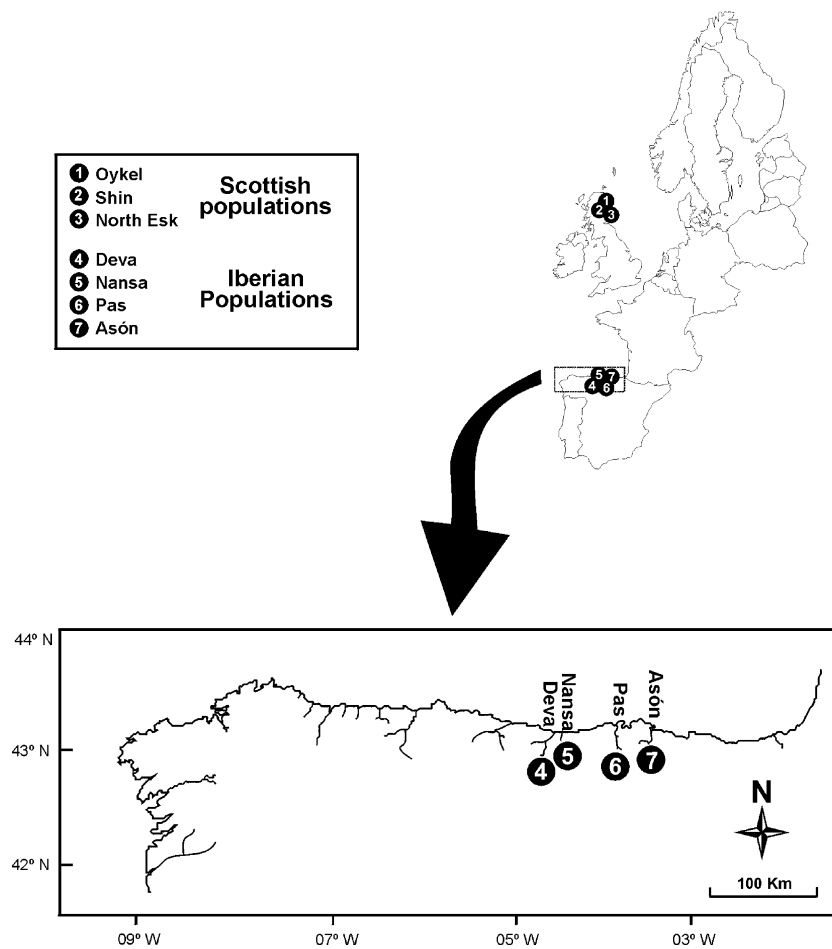 1
2
3
1 Oykel
2 Shin
3 North Esk
Scottish
populations
4 Deva
5 Nansa
6 Pas
7 Asón
Iberian
Populations
5
7
4
6
44º N
43º N
42º N
Deva
Nansa
Pas
Asón
4
5
6
7
N
100 Km
09º W
07º W
05º W
03º W